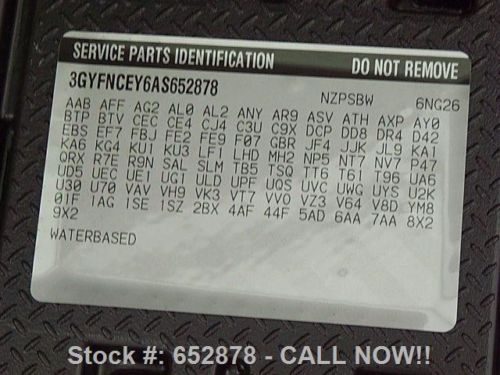 SERVICE PARTS IDENTIFICATION DO NOT REMOVE
3GYFNCEY6AS652878 NZPSBW 6NG26
AAB AFF AG2 AL0 AL2 ANY AR9 ASV ATH AXP AY0
BTP BTV CEC CE4 CJ4 C3U C9X DCP DD8 DR4 D42
EBS EF7 FBJ FE2 FE9 F07 GBR JF4 JJK JL9 KA1
KA6 KG4 KU1 KU3 LF1 LHD MH2 NP5 NT7 NV7 P47
QRX R7E R9N SAL SLM TB5 TSQ TT6 T61 T96 UA6
UD5 UEC UE1 UG1 ULD UPF UQS UVC UWG UYS U2K
U30 U70 VAV VH9 VK3 VT7 VV0 VZ3 V64 V8D YM8
01F 1AG 1SE 1SZ 2BX 4AF 44F 5AD 6AA 7AA 8X2
9X2
WATERBASED
Stock #: 652878 - CALL NOW!!